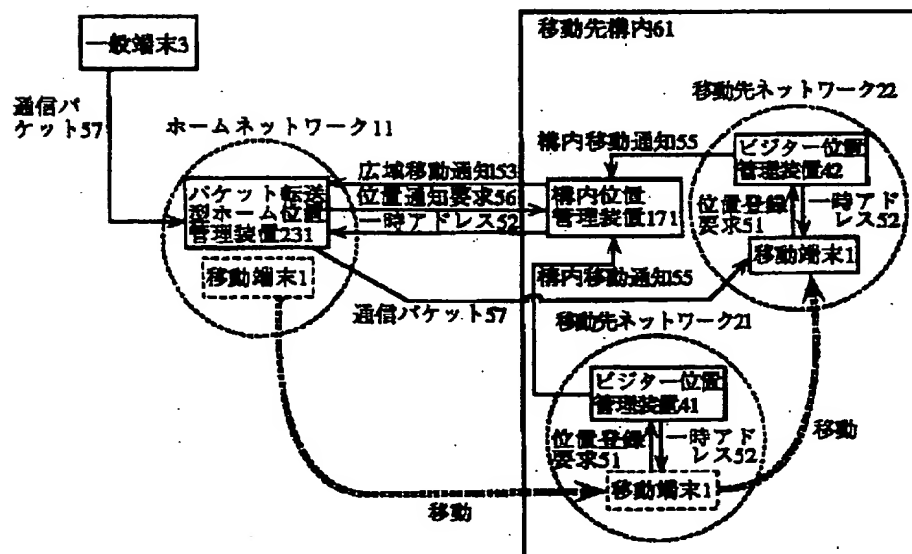 一般端末3
通信パ
ケット57
ホームネットワーク11
パケット転送
型ホーム位置
管理装置231
移動端末1
広域移動通知53
位置通知要求56
一時アドレス52
通信パケット57
移動
移動先構内61
移動先ネットワーク22
構内移動通知55
ビジター位置
管理装置42
構内位置
管理装置171
位置登録
要求51
一時アド
レス52
移動端末1
構内移動通知55
移動先ネットワーク21
ビジター位置
管理装置41
位置登録
要求51
一時アド
レス52
移動端末1
移動